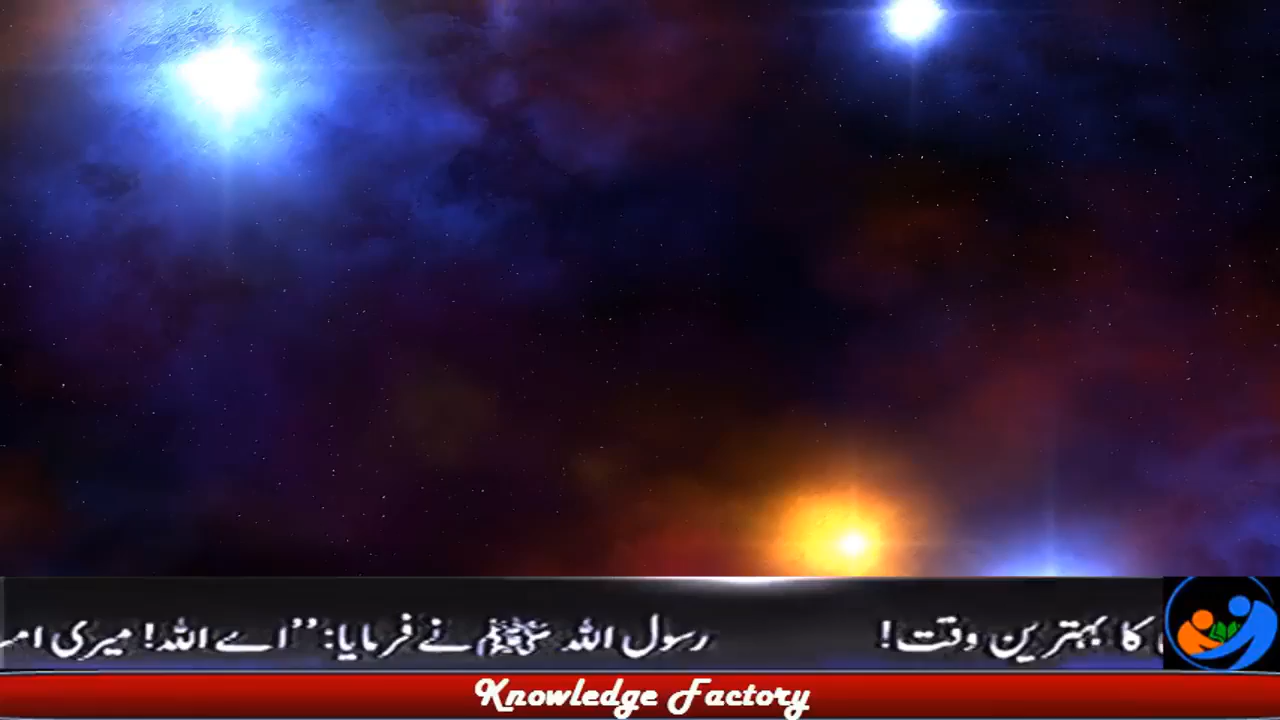 کا بہترین وقت! رسول اللہ ﷺ نے فرمایا: ’’اے اللہ! میری
Knowledge Factory